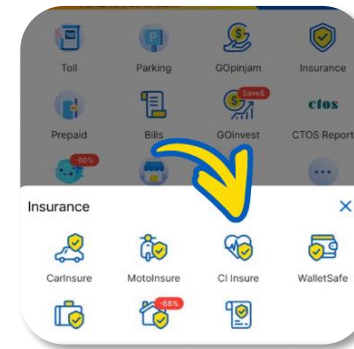 Toll Parking GOpinjam Insurance
Save$ ctos
Prepaid Bills GOinvest CTOS Report
-80%
Insurance
CarInsure MotoInsure CI Insure WalletSafe
-68%